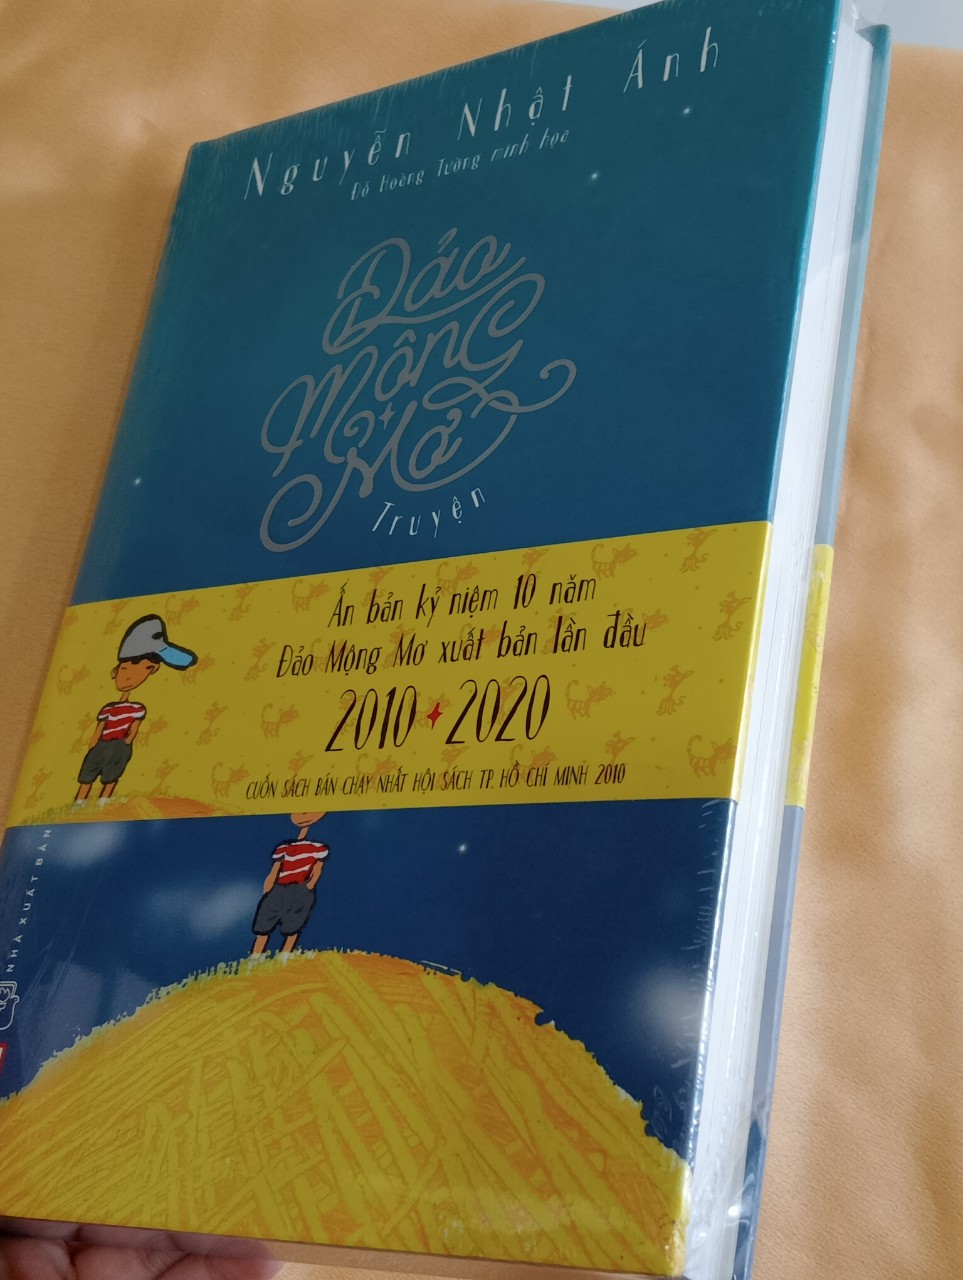 Nguyễn Nhật Ánh
Đỗ Hoàng Tường minh họa
Đảo
Mộng
Mơ
Truyện
Ấn bản kỷ niệm 10 năm
Đảo Mộng Mơ xuất bản lần đầu
2010 2020
CUỐN SÁCH BÁN CHẠY NHẤT HỘI SÁCH TP. HỒ CHÍ MINH 2010
NHÀ XUẤT BẢN